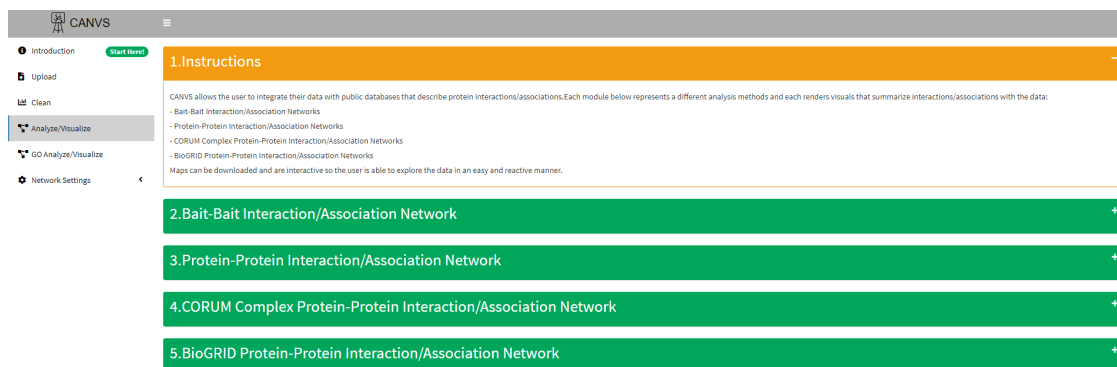 CANVS
Introduction
Start Here!
Upload
Clean
Analyze/Visualize
GO Analyze/Visualize
Network Settings
1.Instructions
CANVS allows the user to integrate their data with public databases that describe protein interactions/associations.Each module below represents a different analysis methods and each renders visuals that summarize interactions/associations with the data:
- Bait-Bait Interaction/Association Networks
- Protein-Protein Interaction/Association Networks
- CORUM Complex Protein-Protein Interaction/Association Networks
- BioGRID Protein-Protein Interaction/Association Networks
Maps can be downloaded and are interactive so the user is able to explore the data in an easy and reactive manner.
2.Bait-Bait Interaction/Association Network
3.Protein-Protein Interaction/Association Network
4.CORUM Complex Protein-Protein Interaction/Association Network
5.BioGRID Protein-Protein Interaction/Association Network